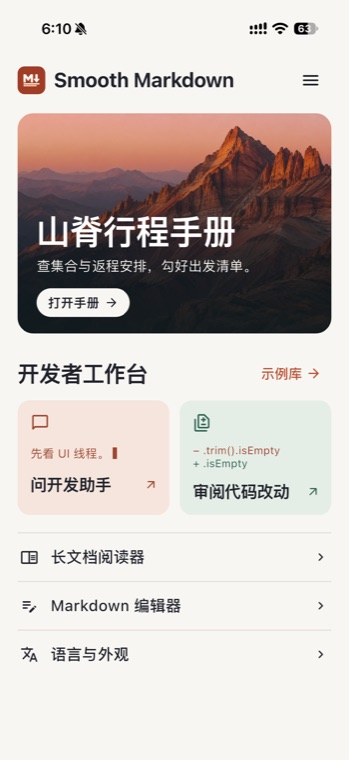 6:10
63
M↓
Smooth Markdown
山脊行程手册
查集合与返程安排，勾好出发清单。
打开手册 →
开发者工作台
示例库 →
先看 UI 线程。▌
问开发助手 ↗
− .trim().isEmpty
+ .isEmpty
审阅代码改动 ↗
长文档阅读器 >
Markdown 编辑器 >
语言与外观 >